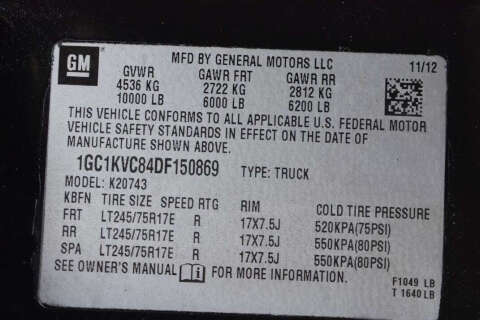 GM
MFD BY GENERAL MOTORS LLC
11/12
GVWR GAWR FRT GAWR RR
4536 KG 2722 KG 2812 KG
10000 LB 6000 LB 6200 LB
THIS VEHICLE CONFORMS TO ALL APPLICABLE U.S. FEDERAL MOTOR
VEHICLE SAFETY STANDARDS IN EFFECT ON THE DATE OF
MANUFACTURE SHOWN ABOVE.
1GC1KVC84DF150869 TYPE: TRUCK
MODEL: K20743
KBFN TIRE SIZE SPEED RTG RIM COLD TIRE PRESSURE
FRT LT245/75R17E R 17X7.5J 520KPA(75PSI)
RR LT245/75R17E R 17X7.5J 550KPA(80PSI)
SPA LT245/75R17E R 17X7.5J 550KPA(80PSI)
SEE OWNER'S MANUAL FOR MORE INFORMATION.
F1049 LB
T 1640 LB